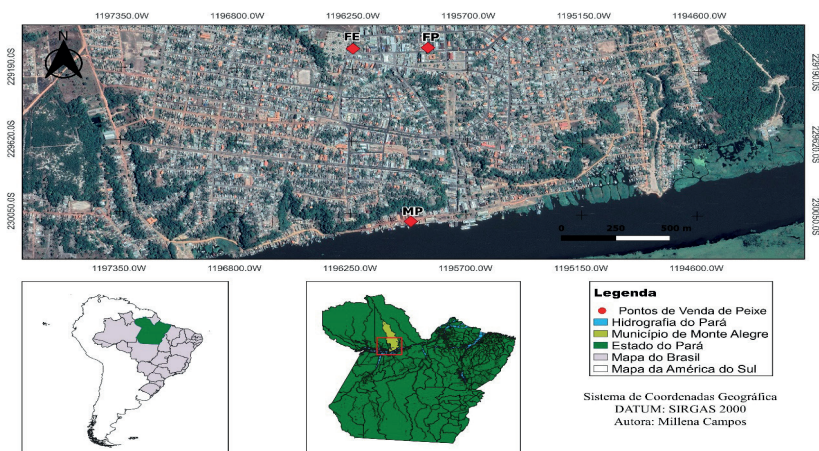 1197350.0W 1196800.0W 1196250.0W 1195700.0W 1195150.0W 1194600.0W
N
FE FP
229190.0S 229190.0S
229620.0S 229620.0S
MP
230050.0S 230050.0S
0 250 500 m
1197350.0W 1196800.0W 1196250.0W 1195700.0W 1195150.0W 1194600.0W
Legenda
Pontos de Venda de Peixe
Hidrografia do Pará
Município de Monte Alegre
Estado do Pará
Mapa do Brasil
Mapa da América do Sul
Sistema de Coordenadas Geográfica
DATUM: SIRGAS 2000
Autora: Millena Campos